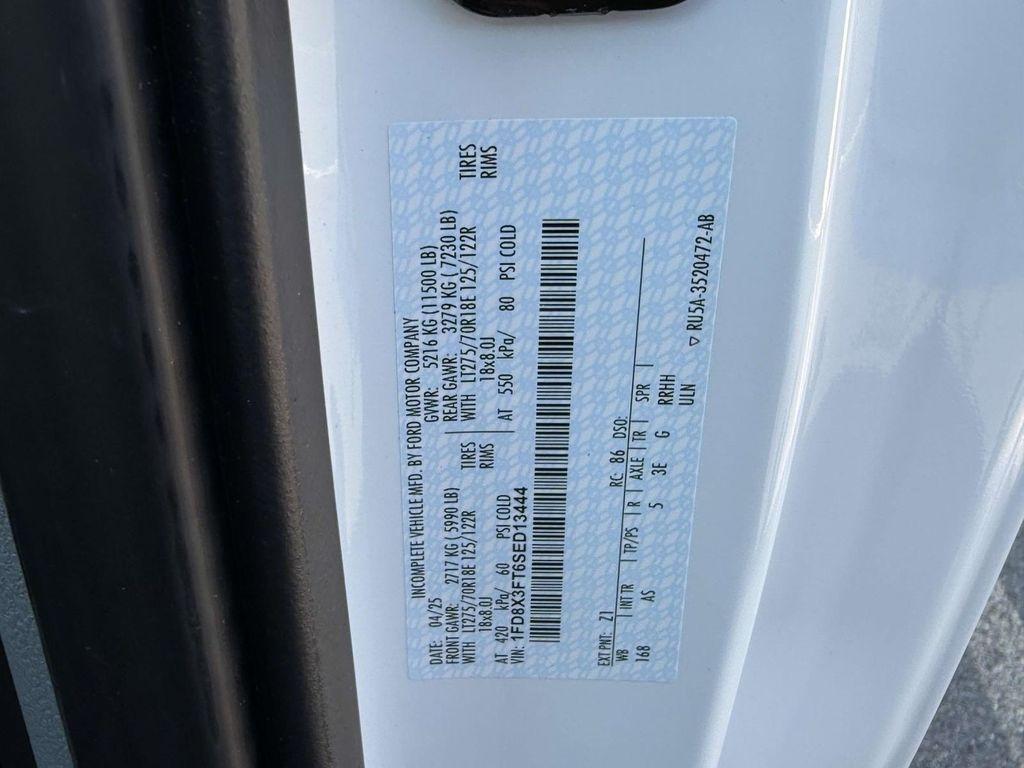 INCOMPLETE VEHICLE MFD. BY FORD MOTOR COMPANY
DATE: 04/25 GVWR: 5216 KG (11500 LB)
FRONT GAWR: 2717 KG ( 5990 LB) REAR GAWR: 3279 KG ( 7230 LB)
WITH LT275/70R18E 125/122R TIRES WITH LT275/70R18E 125/122R TIRES
18x8.0J RIMS 18x8.0J RIMS
AT 420 kPa/ 60 PSI COLD AT 550 kPa/ 80 PSI COLD
VIN: 1FD8X3FT6SED13444
EXT PNT: Z1 RC: 86 DSO:
WB INT TR TP/PS R AXLE TR SPR
168 AS 5 3E G RRHH
ULN
▽ RU5A-3520472-AB